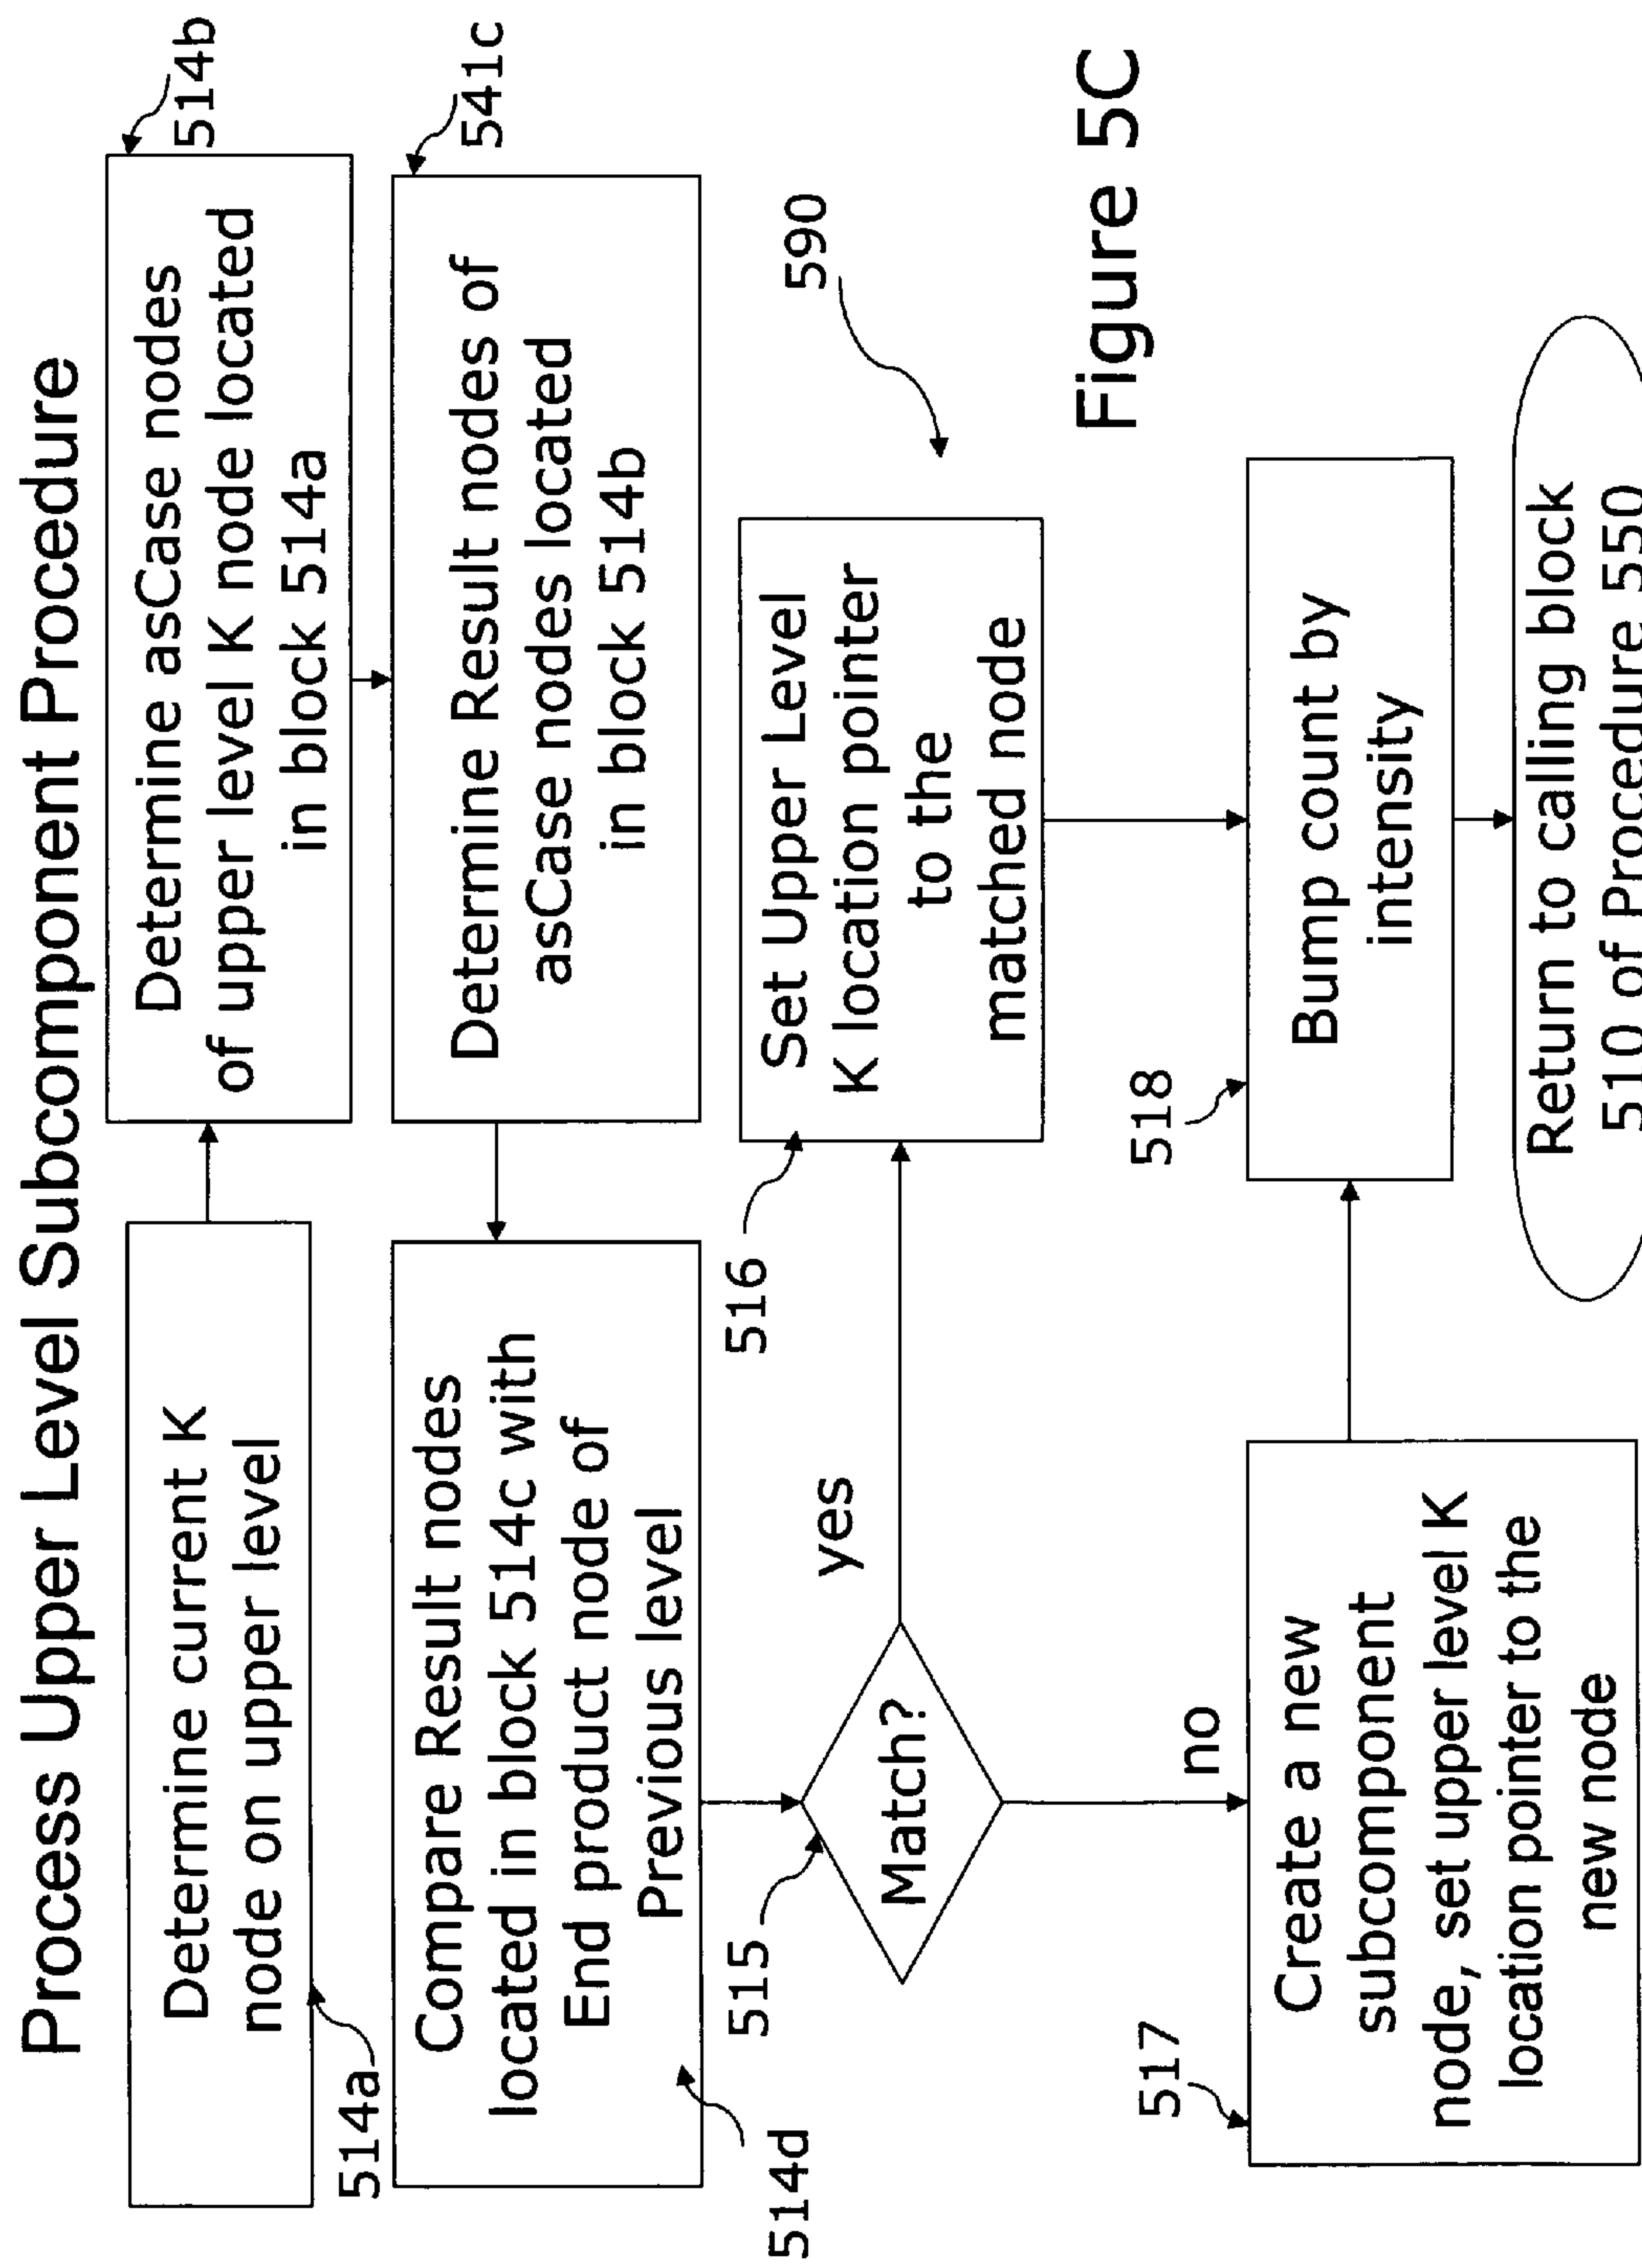 Process Upper Level Subcomponent Procedure
Determine current K
node on upper level
514a
Determine asCase nodes
of upper level K node located
in block 514a
514b
Determine Result nodes of
asCase nodes located
in block 514b
541c
Compare Result nodes
located in block 514c with
End product node of
Previous level
514d
Match?
515
yes
no
Set Upper Level
K location pointer
to the
matched node
516
590
Create a new
subcomponent
node, set upper level K
location pointer to the
new node
517
Bump count by
intensity
518
Return to calling block
510 of Procedure 550
Figure 5C